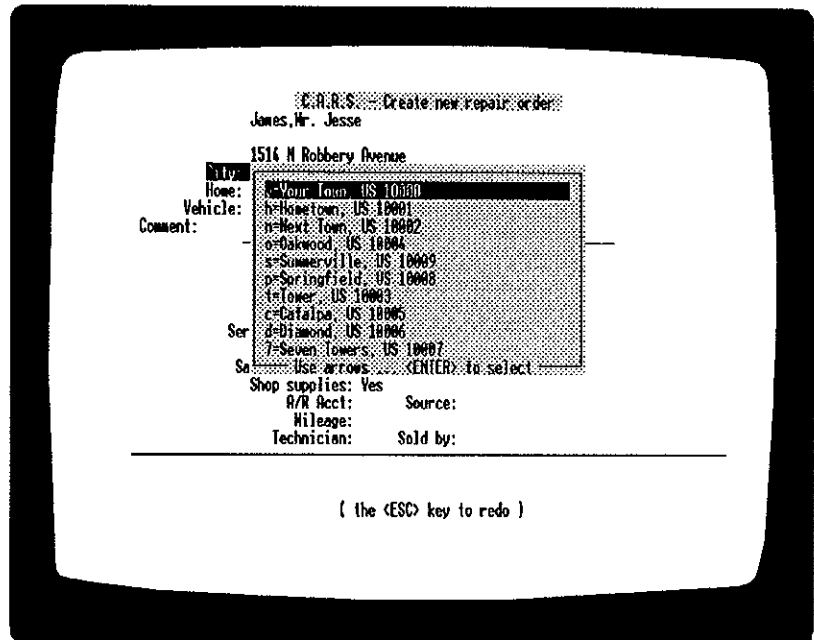 C.A.R.S. - Create new repair order
James,Mr. Jesse
1514 N Robbery Avenue
City:
Home:
Vehicle:
Comment:
y=Your Town, US 10000
h=Hometown, US 10001
n=Next Town, US 10002
o=Oakwood, US 10004
s=Summerville, US 10009
p=Springfield, US 10008
t=Tower, US 10003
c=Catalpa, US 10005
Ser d=Diamond, US 10006
7=Seven Towers, US 10007
Sa Use arrows ... <ENTER> to select
Shop supplies: Yes
A/R Acct: Source:
Mileage:
Technician: Sold by:
( the <ESC> key to redo )